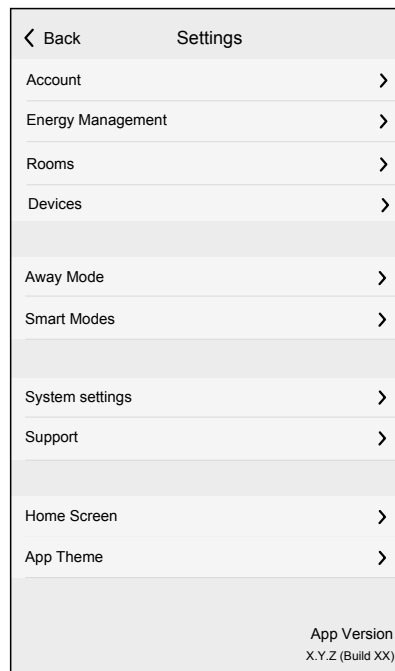 Back Settings
Account
Energy Management
Rooms
Devices
Away Mode
Smart Modes
System settings
Support
Home Screen
App Theme
App Version
X.Y.Z (Build XX)